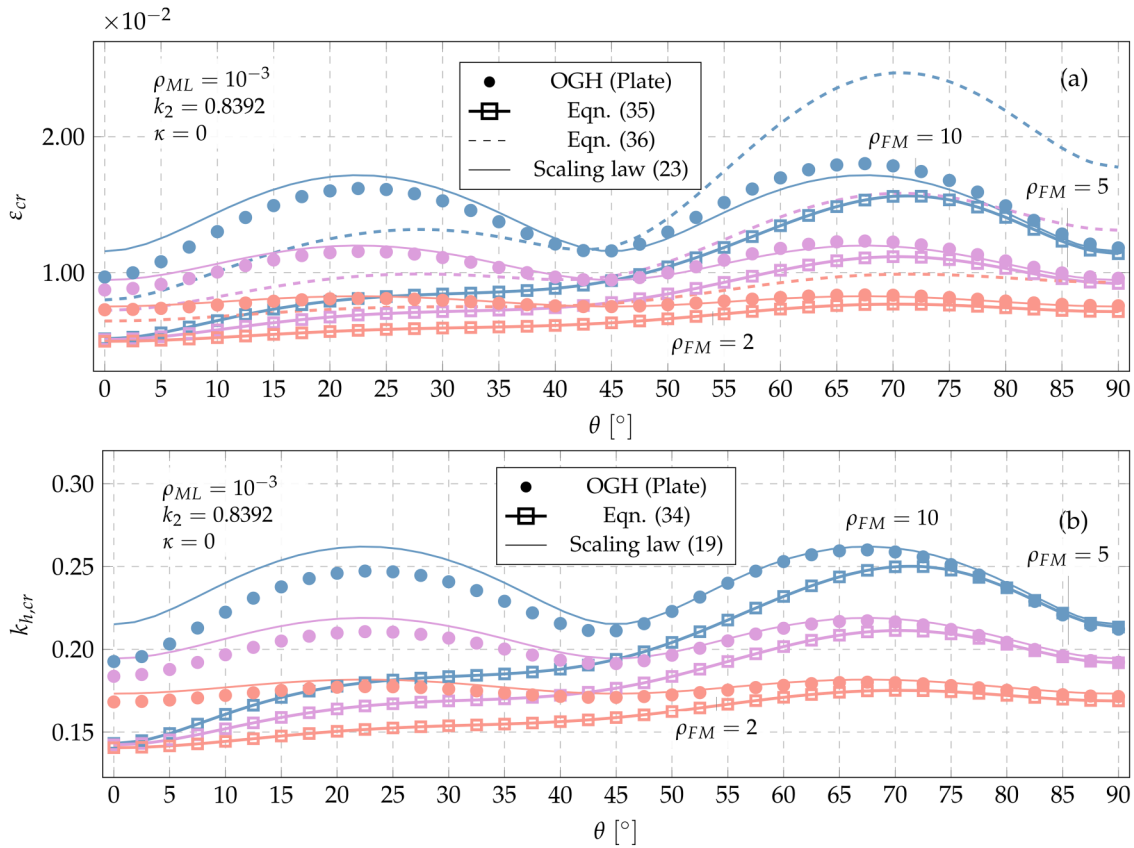 ×10⁻²
(a)
ρ_ML = 10⁻³
k₂ = 0.8392
κ = 0
OGH (Plate)
Eqn. (35)
Eqn. (36)
Scaling law (23)
ρ_FM = 10
ρ_FM = 5
ρ_FM = 2
2.00
1.00
ε_cr
0 5 10 15 20 25 30 35 40 45 50 55 60 65 70 75 80 85 90
θ [°]
(b)
ρ_ML = 10⁻³
k₂ = 0.8392
κ = 0
OGH (Plate)
Eqn. (34)
Scaling law (19)
ρ_FM = 10
ρ_FM = 5
ρ_FM = 2
0.30
0.25
0.20
0.15
k_h,cr
0 5 10 15 20 25 30 35 40 45 50 55 60 65 70 75 80 85 90
θ [°]